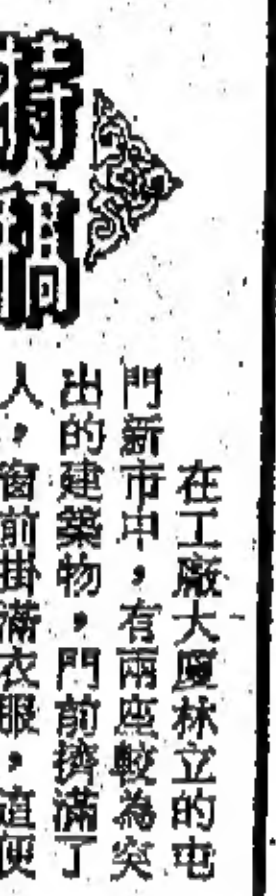 特稿
在工廠大廈林立的屯
門新市中，有兩座較為突
出的建築物，門前擠滿了
人，窗前掛滿衣服，這便